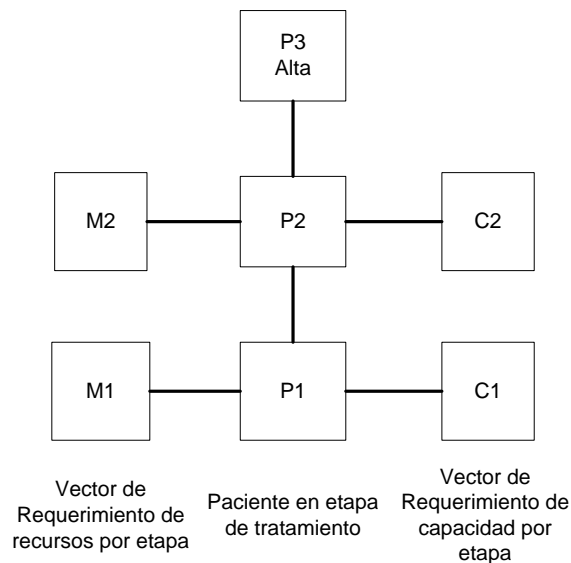 P3
Alta
M2
P2
C2
M1
P1
C1
Vector de
Requerimiento de
recursos por etapa
Paciente en etapa
de tratamiento
Vector de
Requerimiento de
capacidad por
etapa